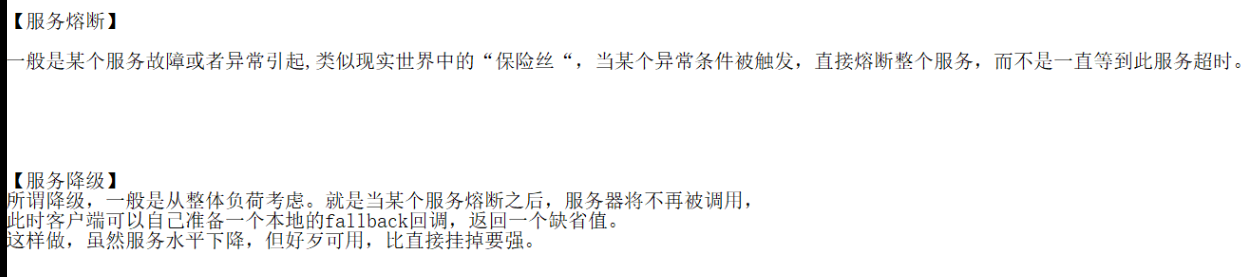 【服务熔断】
一般是某个服务故障或者异常引起,类似现实世界中的“保险丝“，当某个异常条件被触发，直接熔断整个服务，而不是一直等到此服务超时。
【服务降级】
所谓降级，一般是从整体负荷考虑。就是当某个服务熔断之后，服务器将不再被调用，
此时客户端可以自己准备一个本地的fallback回调，返回一个缺省值。
这样做，虽然服务水平下降，但好歹可用，比直接挂掉要强。